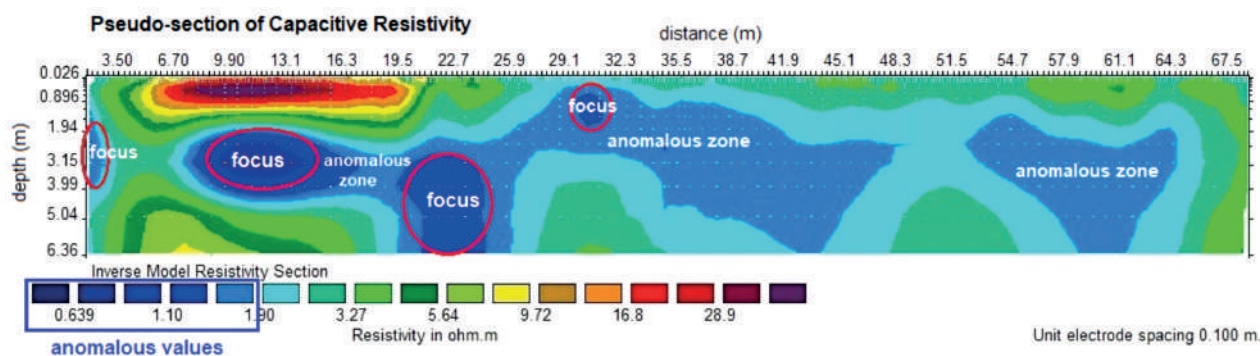 Pseudo-section of Capacitive Resistivity
distance (m)
3.50 6.70 9.90 13.1 16.3 19.5 22.7 25.9 29.1 32.3 35.5 38.7 41.9 45.1 48.3 51.5 54.7 57.9 61.1 64.3 67.5
depth (m)
0.026
0.896
1.94
3.15
3.99
5.04
6.36
focus
focus
anomalous
zone
focus
focus
anomalous zone
anomalous zone
Inverse Model Resistivity Section
0.639 1.10 1.90 3.27 5.64 9.72 16.8 28.9
Resistivity in ohm.m
Unit electrode spacing 0.100 m.
anomalous values